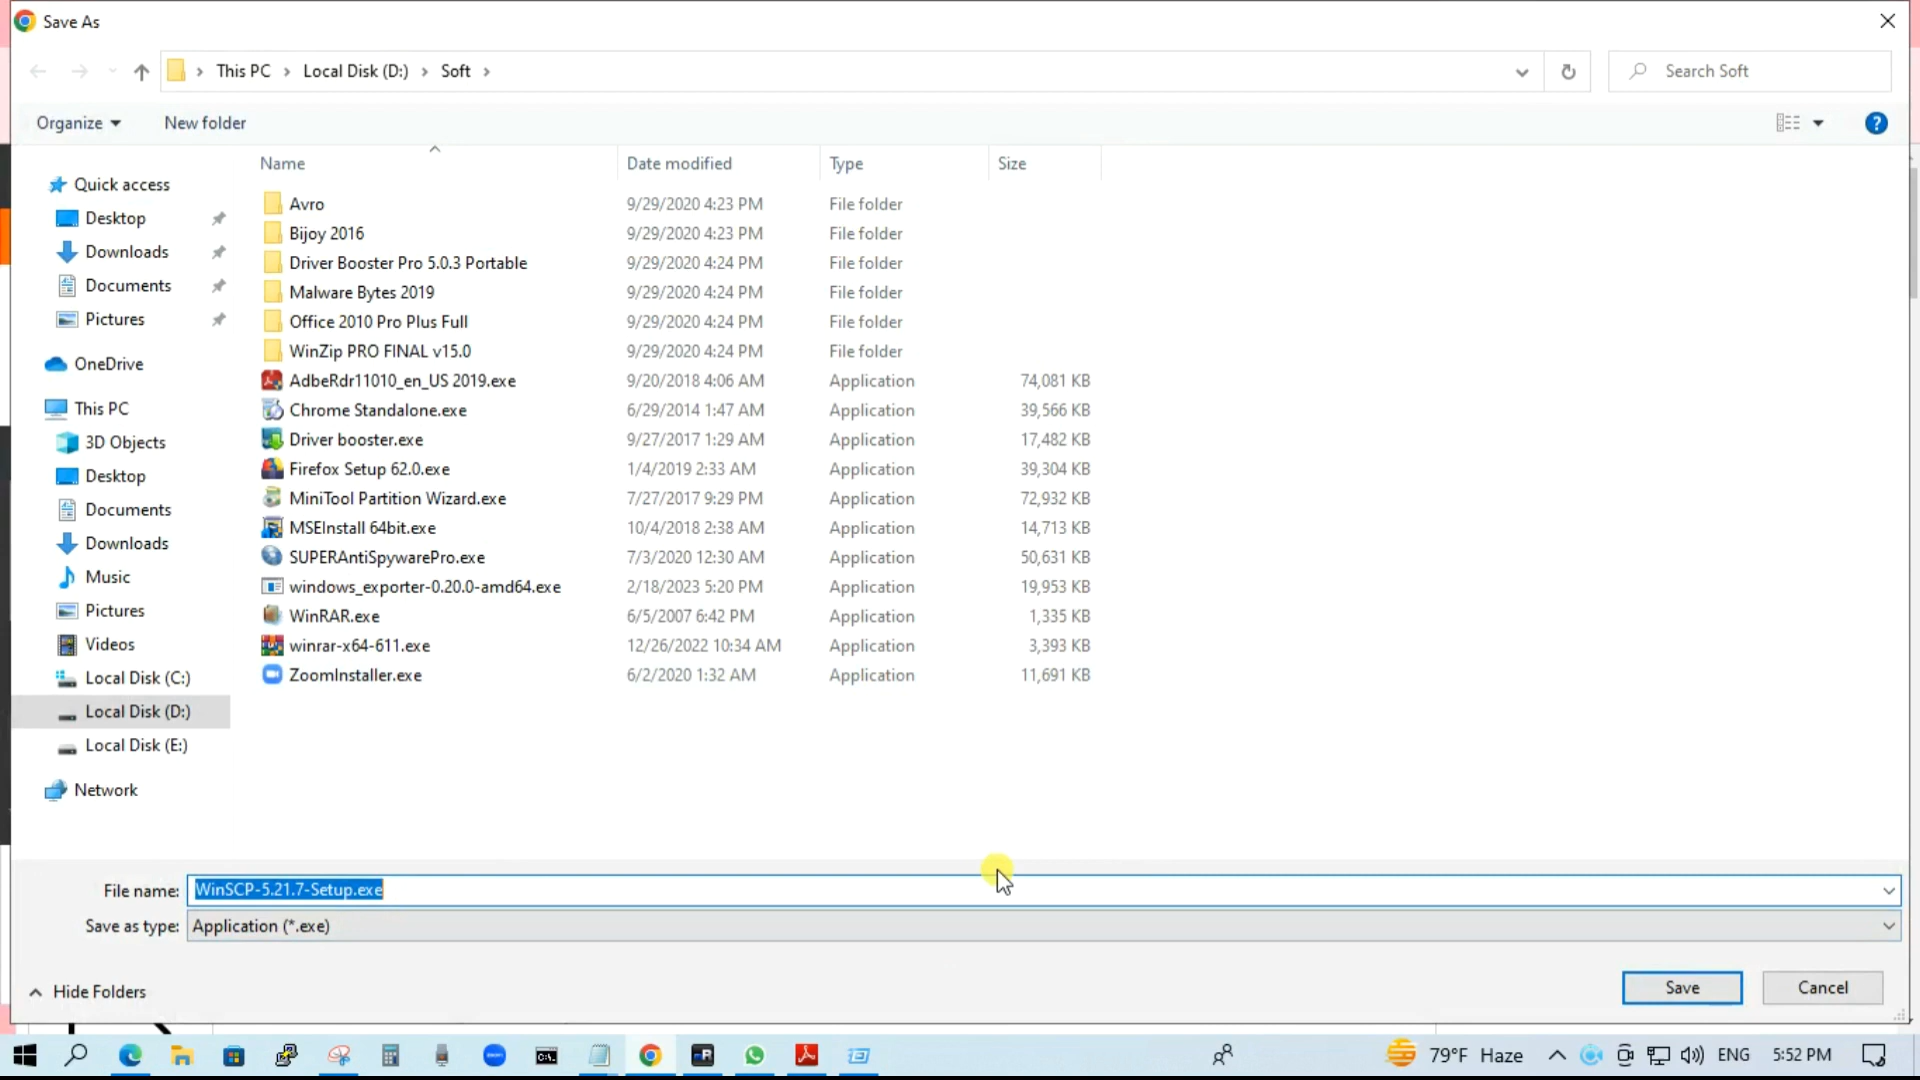 Save As
This PC > Local Disk (D:) > Soft >
Search Soft
Organize
New folder
Name Date modified Type Size
Quick access
Desktop
Downloads
Documents
Pictures
OneDrive
This PC
3D Objects
Desktop
Documents
Downloads
Music
Pictures
Videos
Local Disk (C:)
Local Disk (D:)
Local Disk (E:)
Network
Avro 9/29/2020 4:23 PM File folder
Bijoy 2016 9/29/2020 4:23 PM File folder
Driver Booster Pro 5.0.3 Portable 9/29/2020 4:24 PM File folder
Malware Bytes 2019 9/29/2020 4:24 PM File folder
Office 2010 Pro Plus Full 9/29/2020 4:24 PM File folder
WinZip PRO FINAL v15.0 9/29/2020 4:24 PM File folder
AdbeRdr11010_en_US 2019.exe 9/20/2018 4:06 AM Application 74,081 KB
Chrome Standalone.exe 6/29/2014 1:47 AM Application 39,566 KB
Driver booster.exe 9/27/2017 1:29 AM Application 17,482 KB
Firefox Setup 62.0.exe 1/4/2019 2:33 AM Application 39,304 KB
MiniTool Partition Wizard.exe 7/27/2017 9:29 PM Application 72,932 KB
MSEInstall 64bit.exe 10/4/2018 2:38 AM Application 14,713 KB
SUPERAntiSpywarePro.exe 7/3/2020 12:30 AM Application 50,631 KB
windows_exporter-0.20.0-amd64.exe 2/18/2023 5:20 PM Application 19,953 KB
WinRAR.exe 6/5/2007 6:42 PM Application 1,335 KB
winrar-x64-611.exe 12/26/2022 10:34 AM Application 3,393 KB
ZoomInstaller.exe 6/2/2020 1:32 AM Application 11,691 KB
File name: WinSCP-5.21.7-Setup.exe
Save as type: Application (*.exe)
Hide Folders
Save
Cancel
79°F Haze ENG 5:52 PM